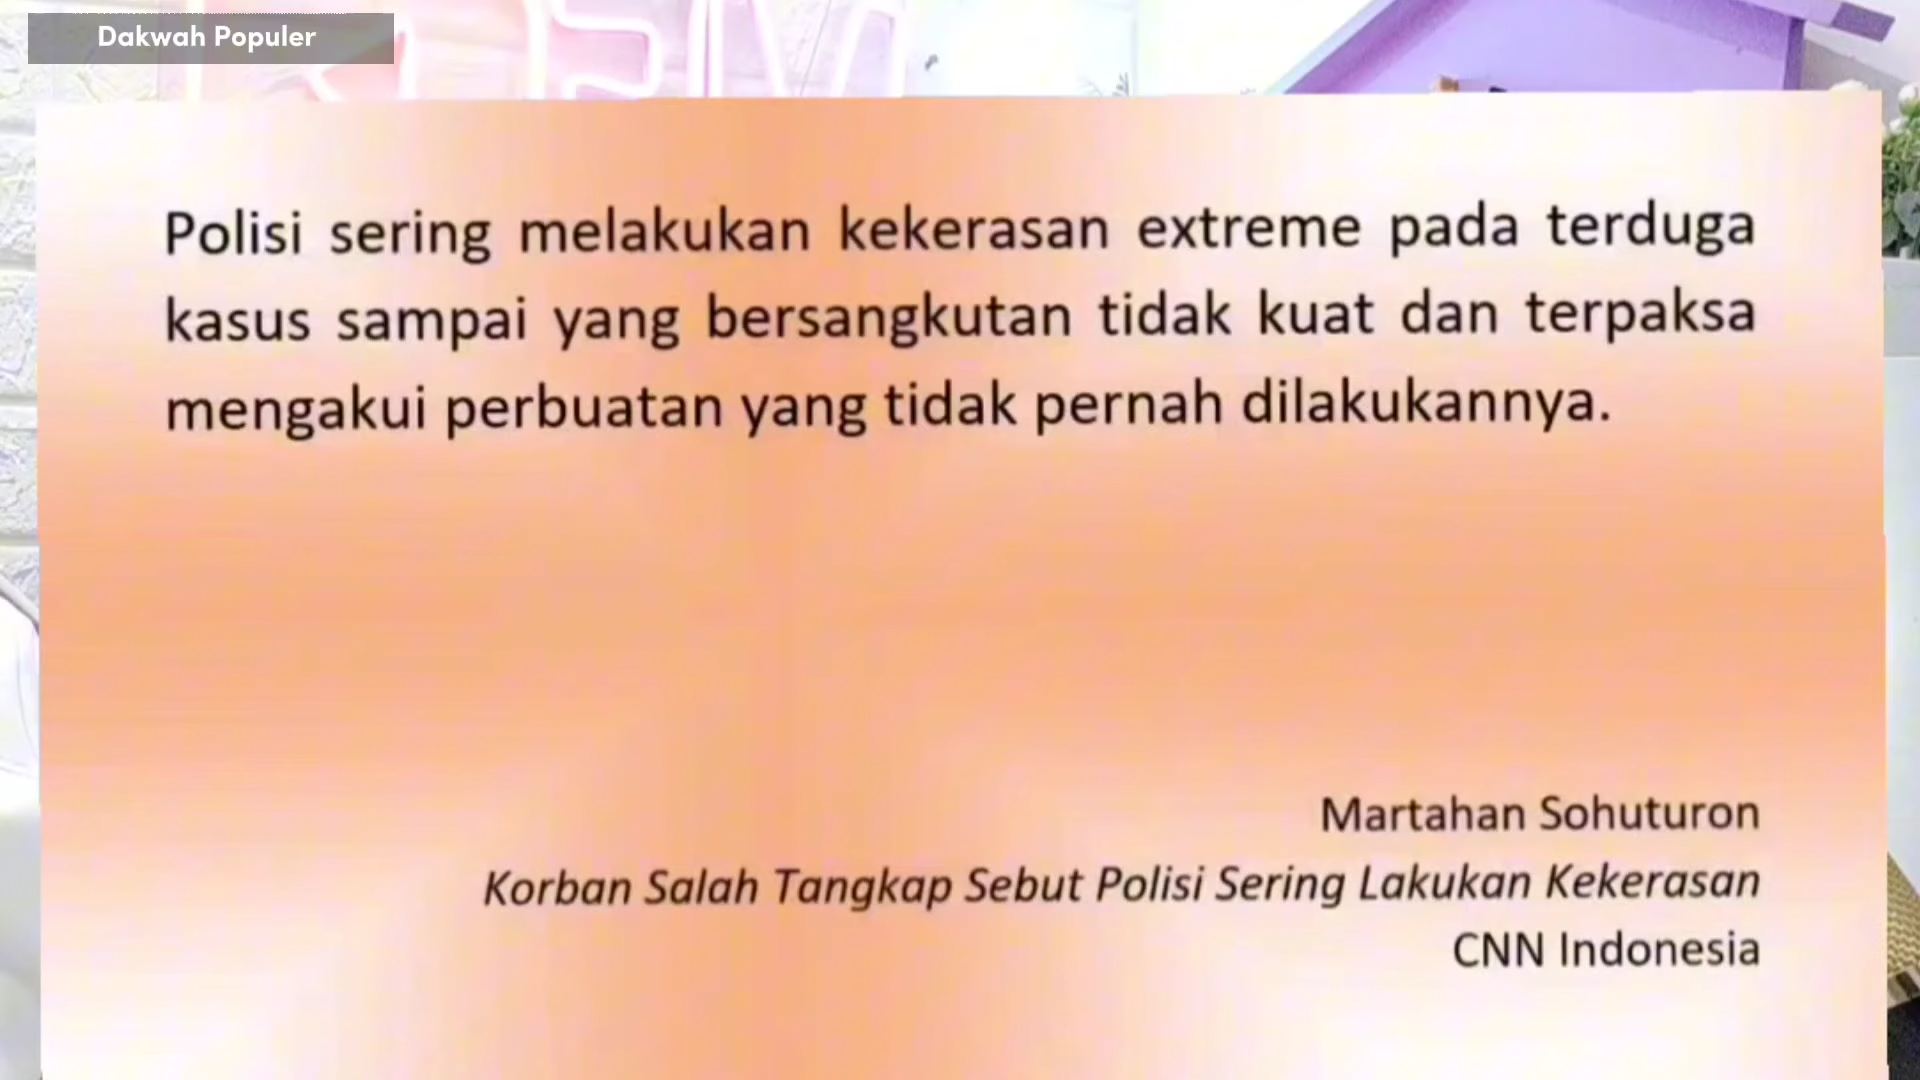 Dakwah Populer
Polisi sering melakukan kekerasan extreme pada terduga
kasus sampai yang bersangkutan tidak kuat dan terpaksa
mengakui perbuatan yang tidak pernah dilakukannya.
Martahan Sohuturon
Korban Salah Tangkap Sebut Polisi Sering Lakukan Kekerasan
CNN Indonesia